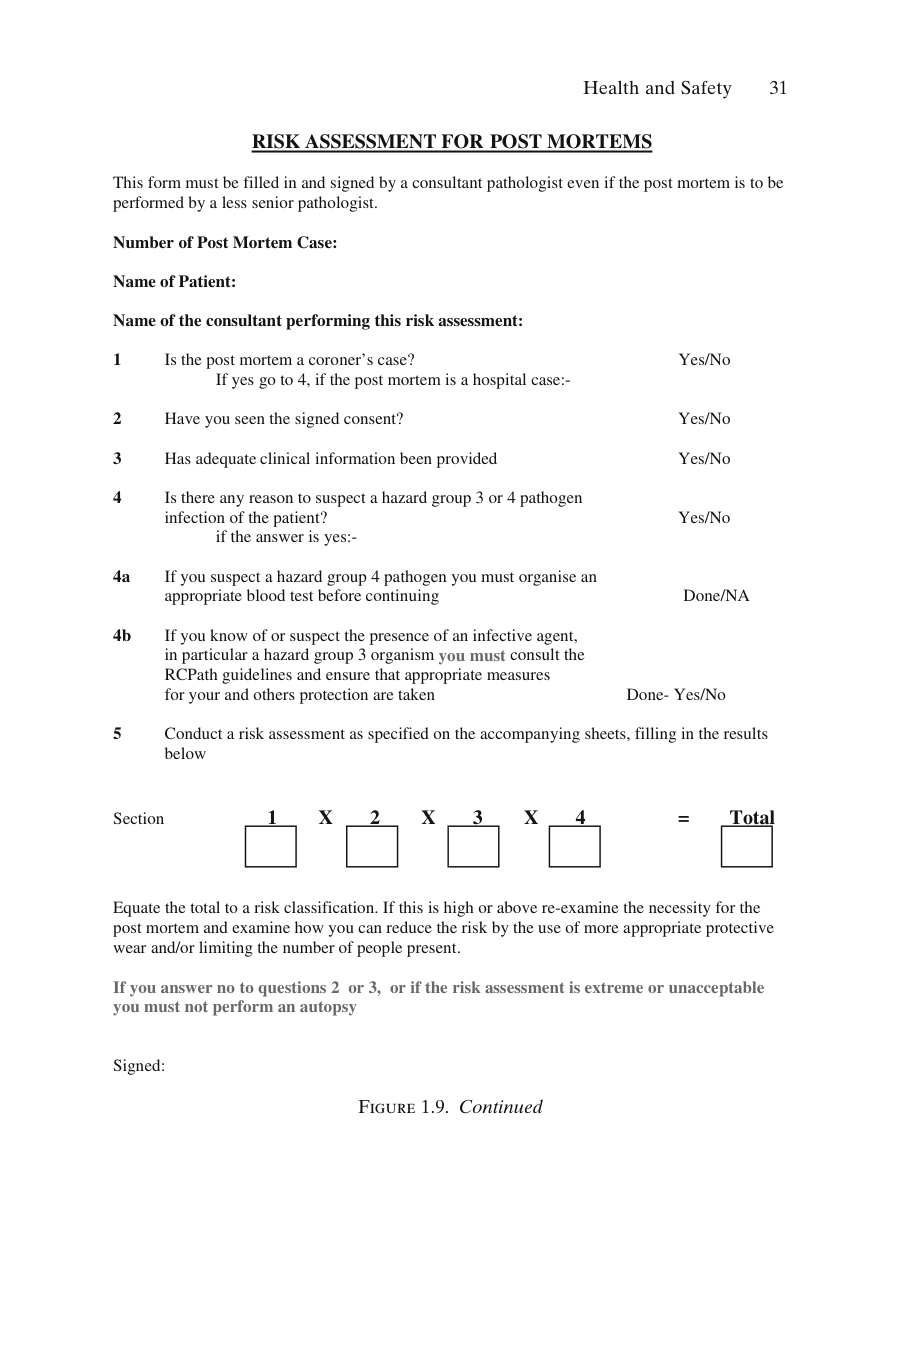 Health and Safety 31
RISK ASSESSMENT FOR POST MORTEMS
This form must be filled in and signed by a consultant pathologist even if the post mortem is to be
performed by a less senior pathologist.
Number of Post Mortem Case:
Name of Patient:
Name of the consultant performing this risk assessment:
1 Is the post mortem a coroner’s case? Yes/No
If yes go to 4, if the post mortem is a hospital case:-
2 Have you seen the signed consent? Yes/No
3 Has adequate clinical information been provided Yes/No
4 Is there any reason to suspect a hazard group 3 or 4 pathogen
infection of the patient? Yes/No
if the answer is yes:-
4a If you suspect a hazard group 4 pathogen you must organise an
appropriate blood test before continuing Done/NA
4b If you know of or suspect the presence of an infective agent,
in particular a hazard group 3 organism you must consult the
RCPath guidelines and ensure that appropriate measures
for your and others protection are taken Done- Yes/No
5 Conduct a risk assessment as specified on the accompanying sheets, filling in the results
below
Section 1 X 2 X 3 X 4 = Total
Equate the total to a risk classification. If this is high or above re-examine the necessity for the
post mortem and examine how you can reduce the risk by the use of more appropriate protective
wear and/or limiting the number of people present.
If you answer no to questions 2 or 3, or if the risk assessment is extreme or unacceptable
you must not perform an autopsy
Signed:
Figure 1.9. Continued